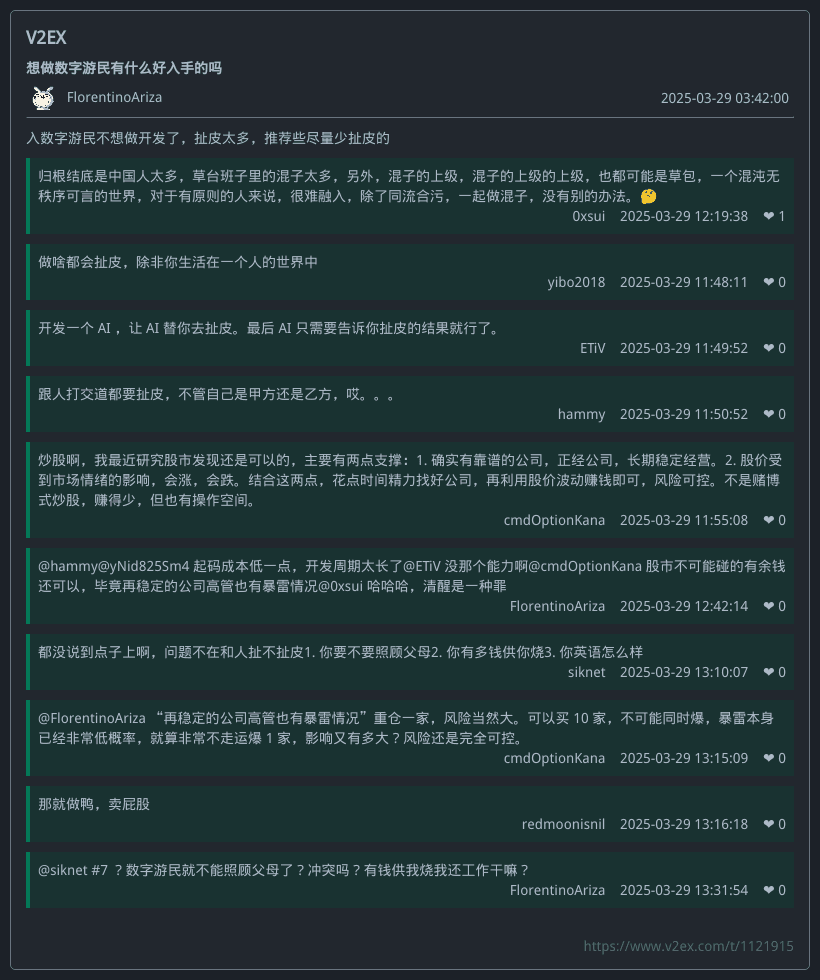 V2EX
想做数字游民有什么好入手的吗
FlorentinoAriza 2025-03-29 03:42:00
入数字游民不想做开发了，扯皮太多，推荐些尽量少扯皮的
归根结底是中国人太多，草台班子里的混子太多，另外，混子的上级，混子的上级的上级，也都可能是草包，一个混沌无
秩序可言的世界，对于有原则的人来说，很难融入，除了同流合污，一起做混子，没有别的办法。🤔
0xsui 2025-03-29 12:19:38 ❤ 1
做啥都会扯皮，除非你生活在一个人的世界中
yibo2018 2025-03-29 11:48:11 ❤ 0
开发一个 AI ，让 AI 替你去扯皮。最后 AI 只需要告诉你扯皮的结果就行了。
ETiV 2025-03-29 11:49:52 ❤ 0
跟人打交道都要扯皮，不管自己是甲方还是乙方，哎。。。
hammy 2025-03-29 11:50:52 ❤ 0
炒股啊，我最近研究股市发现还是可以的，主要有两点支撑：1. 确实有靠谱的公司，正经公司，长期稳定经营。2. 股价受
到市场情绪的影响，会涨，会跌。结合这两点，花点时间精力找好公司，再利用股价波动赚钱即可，风险可控。不是赌博
式炒股，赚得少，但也有操作空间。
cmdOptionKana 2025-03-29 11:55:08 ❤ 0
@hammy@yNid825Sm4 起码成本低一点，开发周期太长了@ETiV 没那个能力啊@cmdOptionKana 股市不可能碰的有余钱
还可以，毕竟再稳定的公司高管也有暴雷情况@0xsui 哈哈哈，清醒是一种罪
FlorentinoAriza 2025-03-29 12:42:14 ❤ 0
都没说到点子上啊，问题不在和人扯不扯皮1. 你要不要照顾父母2. 你有多钱供你烧3. 你英语怎么样
siknet 2025-03-29 13:10:07 ❤ 0
@FlorentinoAriza “再稳定的公司高管也有暴雷情况”重仓一家，风险当然大。可以买 10 家，不可能同时爆，暴雷本身
已经非常低概率，就算非常不走运爆 1 家，影响又有多大？风险还是完全可控。
cmdOptionKana 2025-03-29 13:15:09 ❤ 0
那就做鸭，卖屁股
redmoonisnil 2025-03-29 13:16:18 ❤ 0
@siknet #7 ？数字游民就不能照顾父母了？冲突吗？有钱供我烧我还工作干嘛？
FlorentinoAriza 2025-03-29 13:31:54 ❤ 0
https://www.v2ex.com/t/1121915